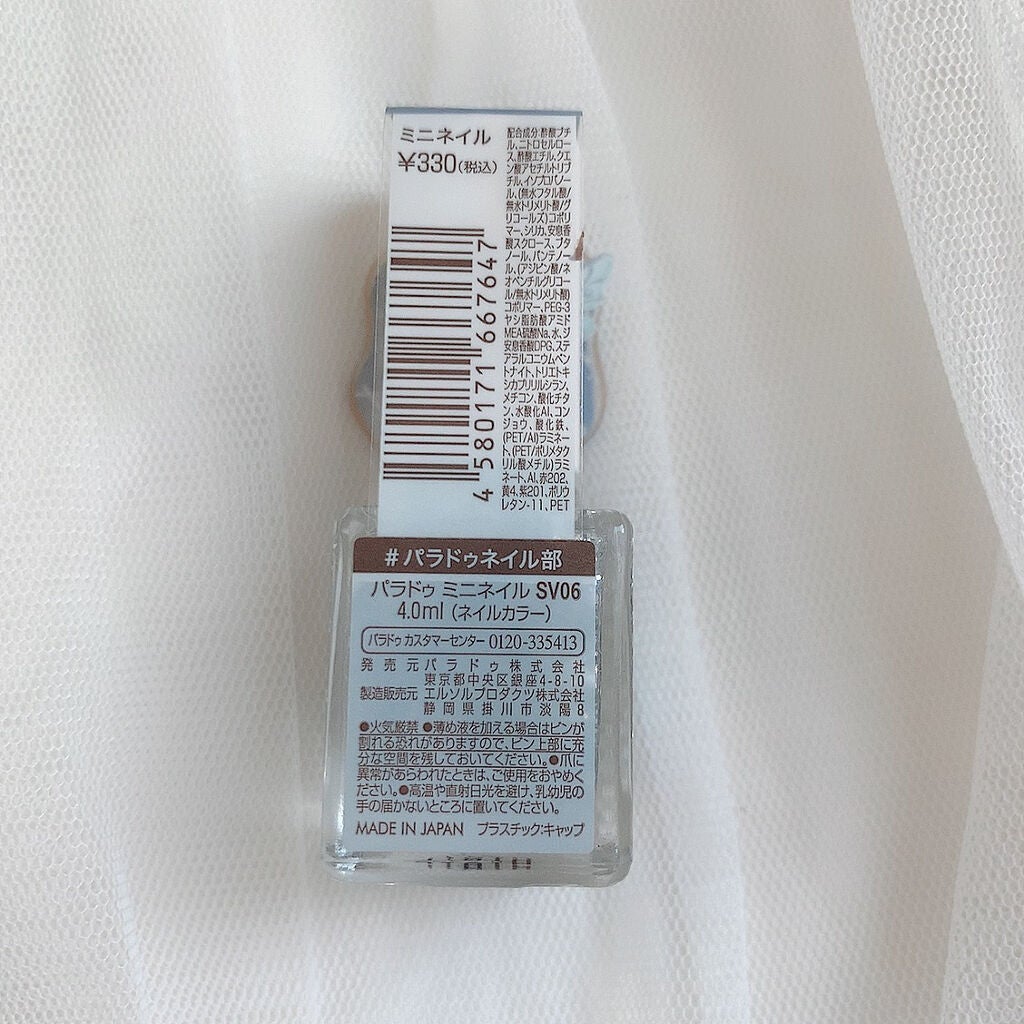 ミニネイル
¥330(税込)
4 580171 667647
配合成分:酢酸ブチ
ル、ニトロセルロー
ス、酢酸エチル、クエ
ン酸アセチルトリブ
チル、イソプロパノー
ル、(無水フタル酸/
無水トリメリト酸/グ
リコールズ)コポリ
マー、シリカ、安息香
酸スクロース、ブタ
ノール、パンテノー
ル、(アジピン酸/ネ
オペンチルグリコー
ル/無水トリメリト酸)
コポリマー、PEG-3
ヤシ脂肪酸アミド
MEA硫酸Na、水、ジ
安息香酸DPG、ステ
アラルコニウムベン
トナイト、トリエトキ
シカプリリルシラン、
メチコン、酸化チタ
ン、水酸化Al、コン
ジョウ、酸化鉄、
(PET/Al)ラミネー
ト、(PET/ポリメタク
リル酸メチル)ラミ
ネート、Al、赤202、
黄4、紫201、ポリウ
レタン-11、PET
#パラドゥネイル部
パラドゥ ミニネイル SV06
4.0ml(ネイルカラー)
パラドゥ カスタマーセンター 0120-335413
発売元 パラドゥ株式会社
東京都中央区銀座4-8-10
製造販売元 エルソルプロダクツ株式会社
静岡県掛川市淡陽8
●火気厳禁 ●薄め液を加える場合はビンが
割れる恐れがありますので、ビン上部に充
分な空間を残しておいてください。●爪に
異常があらわれたときは、ご使用をおやめく
ださい。●高温や直射日光を避け、乳幼児の
手の届かないところに置いてください。
MADE IN JAPAN プラスチック:キャップ